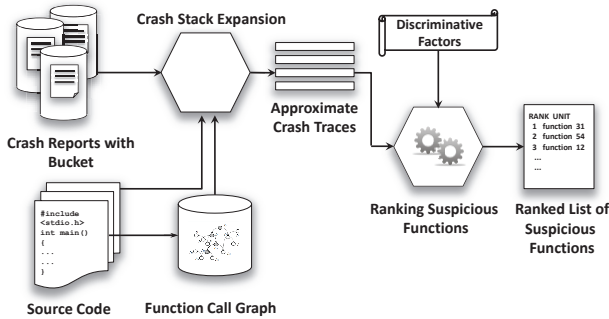 Crash Stack Expansion
Discriminative
Factors
Crash Reports with
Bucket
Approximate
Crash Traces
RANK UNIT
1 function 31
2 function 54
3 function 12
...
...
Ranking Suspicious
Functions
Ranked List of
Suspicious
Functions
#include
<stdio.h>
int main()
{
...
...
}
Source Code
Function Call Graph